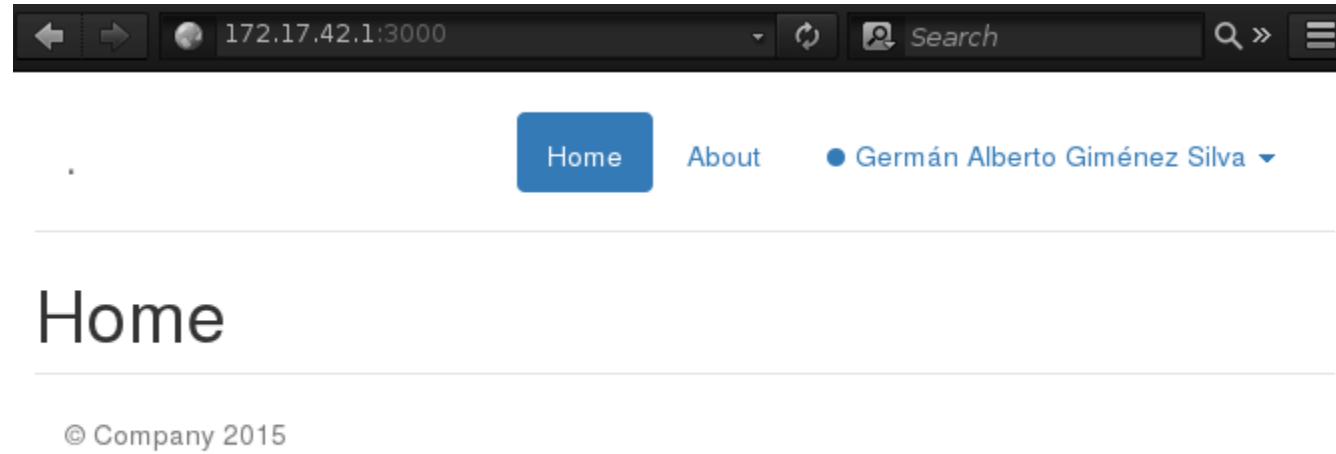 172.17.42.1:3000 Search
. Home About Germán Alberto Giménez Silva
Home
© Company 2015